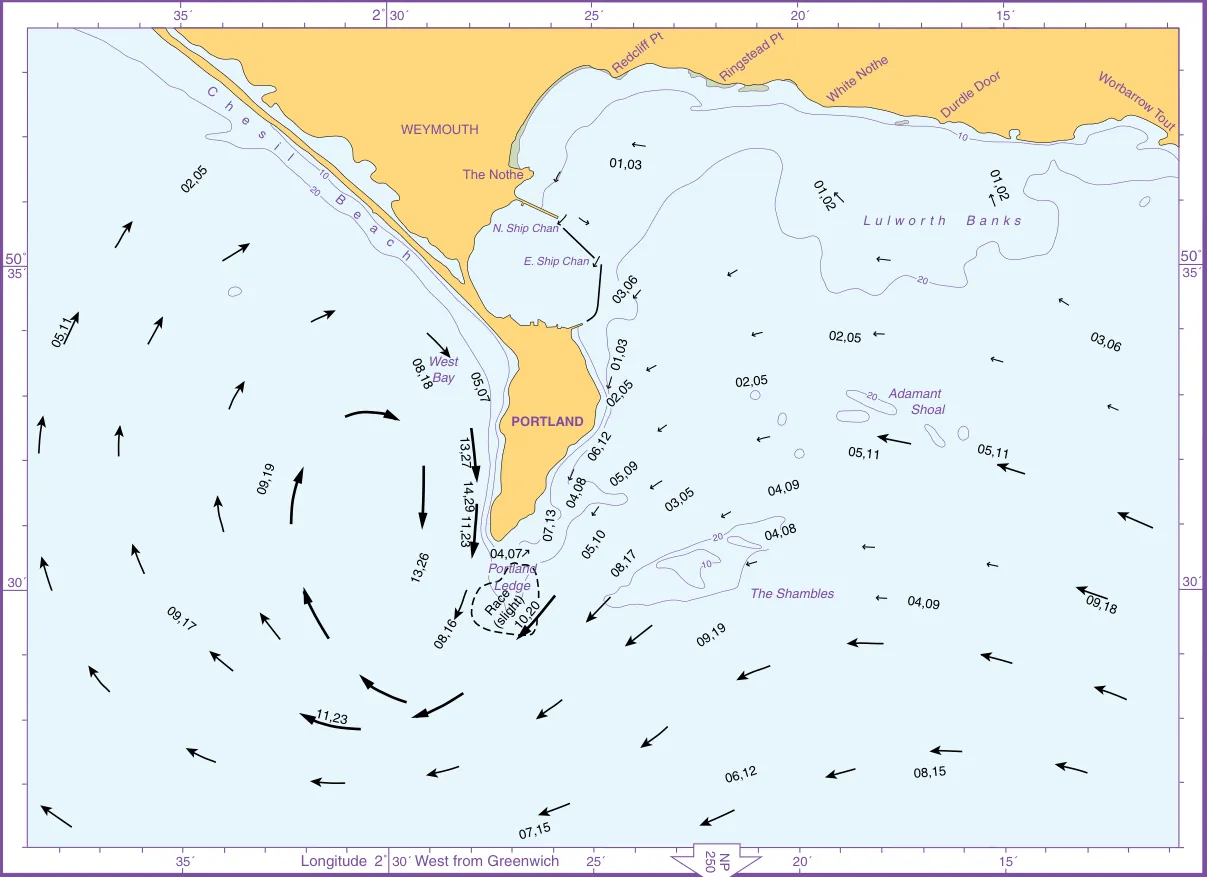 35´
2° 30´
25´
20´
15´
Redcliff Pt
Ringstead Pt
White Nothe
Durdle Door
Worbarrow Tout
Chesil Beach
WEYMOUTH
10
01,03
The Nothe
02,05
10
20
01,02
01,02
N. Ship Chan
Lulworth Banks
E. Ship Chan
50°
35´
50°
35´
20
03,06
05,11
02,05
03,06
01,03
West
Bay
08,18
05,07
02,05
02,05
20
Adamant
Shoal
PORTLAND
13,27
06,12
05,11
05,11
09,19
05,09
04,09
14,29
04,08
03,05
11,23
07,13
04,08
20
05,10
04,07
08,17
13,26
10
Portland
Ledge
30´
30´
The Shambles
Race
(slight)
10,20
04,09
09,18
09,17
08,16
09,19
11,23
06,12
08,15
07,15
35´
Longitude 2° 30´ West from Greenwich
25´
NP
250
20´
15´